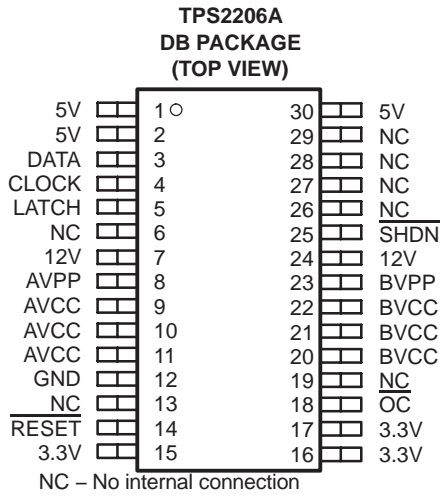 TPS2206A
DB PACKAGE
(TOP VIEW)
5V 1 30 5V
5V 2 29 NC
DATA 3 28 NC
CLOCK 4 27 NC
LATCH 5 26 NC
NC 6 25 SHDN
12V 7 24 12V
AVPP 8 23 BVPP
AVCC 9 22 BVCC
AVCC 10 21 BVCC
AVCC 11 20 BVCC
GND 12 19 NC
NC 13 18 OC
RESET 14 17 3.3V
3.3V 15 16 3.3V
NC – No internal connection